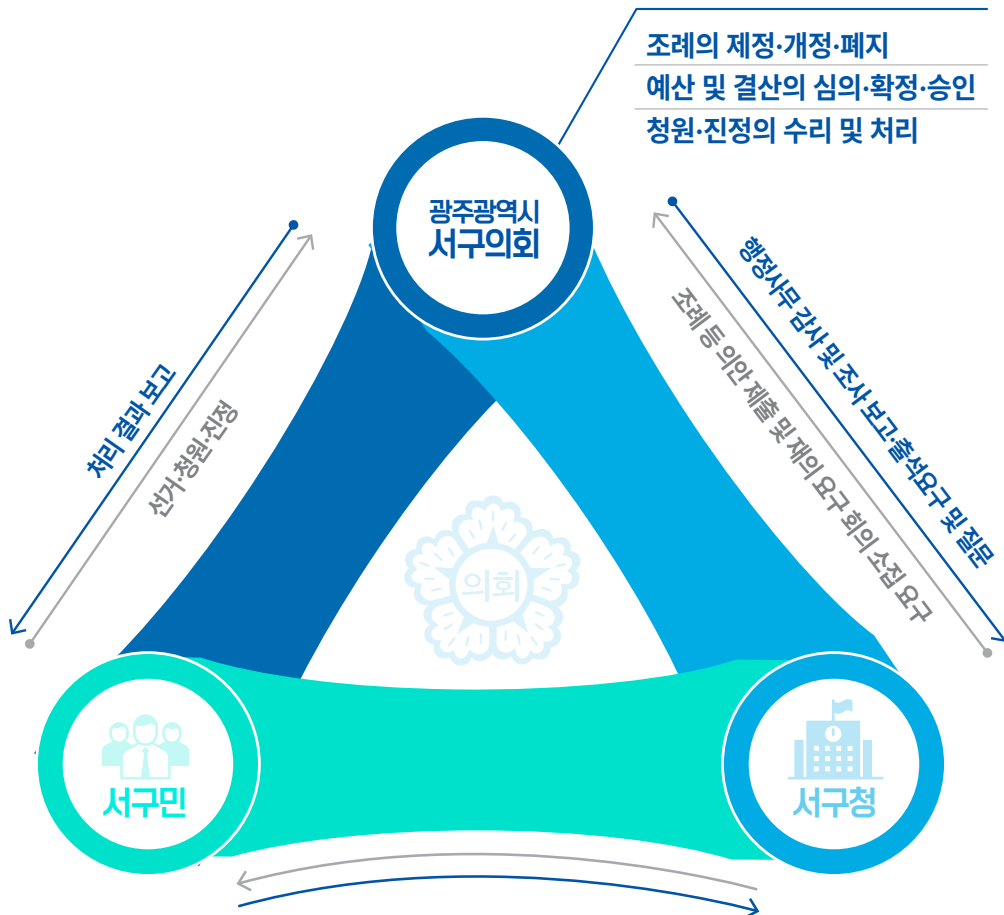 조례의 제정·개정·폐지
예산 및 결산의 심의·확정·승인
청원·진정의 수리 및 처리
광주광역시
서구의회
처리 결과 보고
선거·청원·진정
행정사무 감사 및 조사 보고·출석요구 및 질문
조례 등 의안 제출 및 재의 요구 회의 소집 요구
의회
서구민
서구청